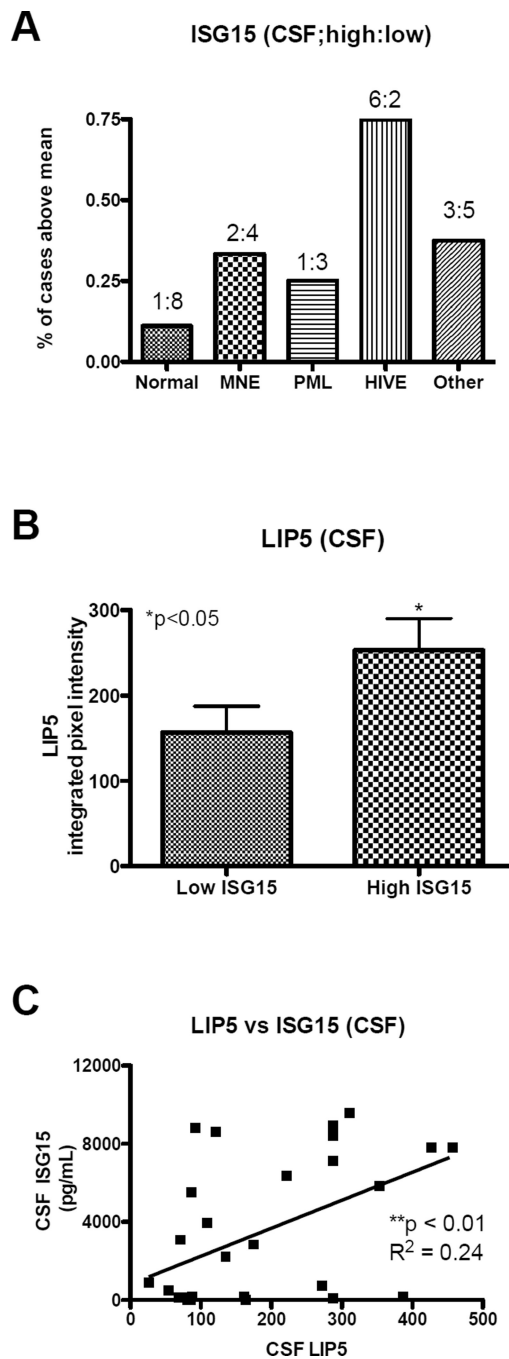 A
ISG15 (CSF;high:low)
% of cases above mean
0.75
0.50
0.25
0.00
1:8
2:4
1:3
6:2
3:5
Normal MNE PML HIVE Other
B
LIP5 (CSF)
LIP5
integrated pixel intensity
300
200
100
0
*p<0.05
*
Low ISG15 High ISG15
C
LIP5 vs ISG15 (CSF)
CSF ISG15
(pg/mL)
12000
8000
4000
0
**p < 0.01
R² = 0.24
0 100 200 300 400 500
CSF LIP5